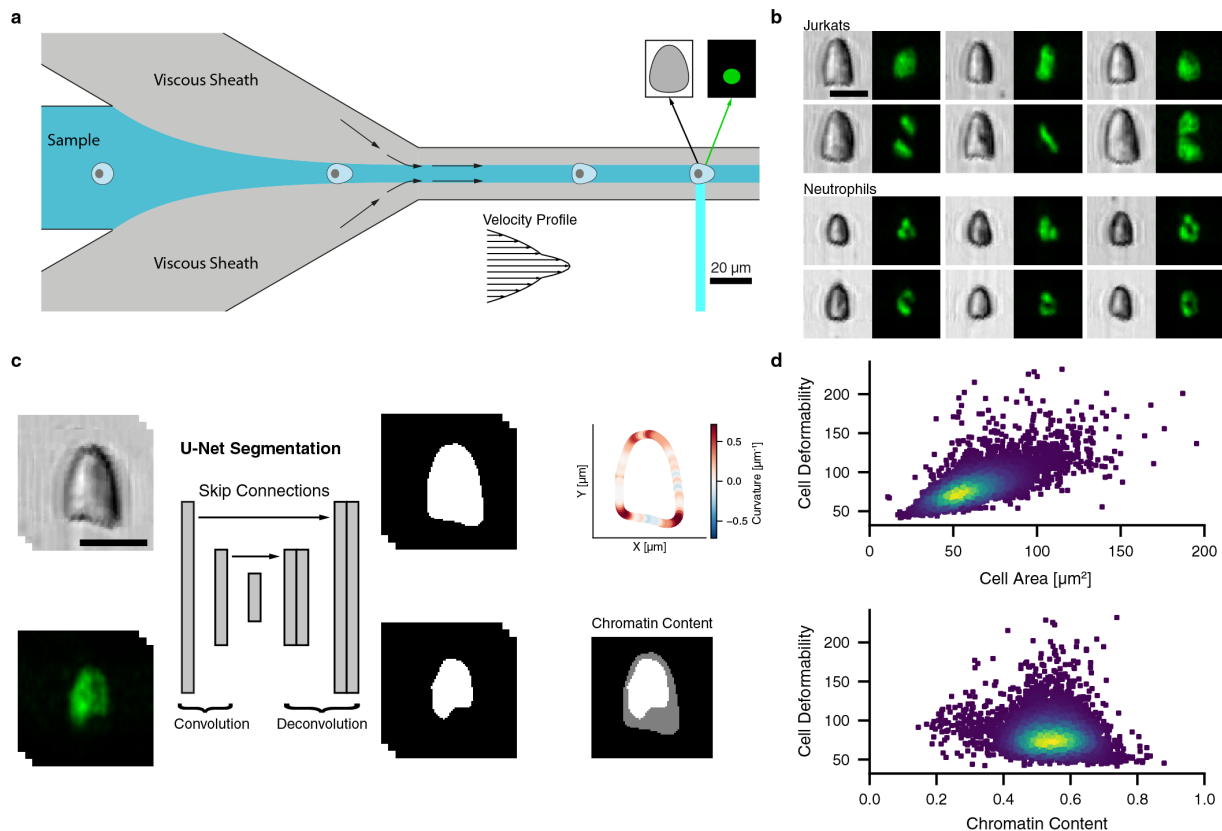 a
Viscous Sheath
Sample
Viscous Sheath
Velocity Profile
20 µm
b
Jurkats
Neutrophils
c
U-Net Segmentation
Skip Connections
Convolution
Deconvolution
Y [µm]
X [µm]
0.5
0.0
−0.5
Curvature [µm⁻¹]
Chromatin Content
d
Cell Deformability
200
150
100
50
0
50
100
150
200
Cell Area [µm²]
Cell Deformability
200
150
100
50
0.0
0.2
0.4
0.6
0.8
1.0
Chromatin Content